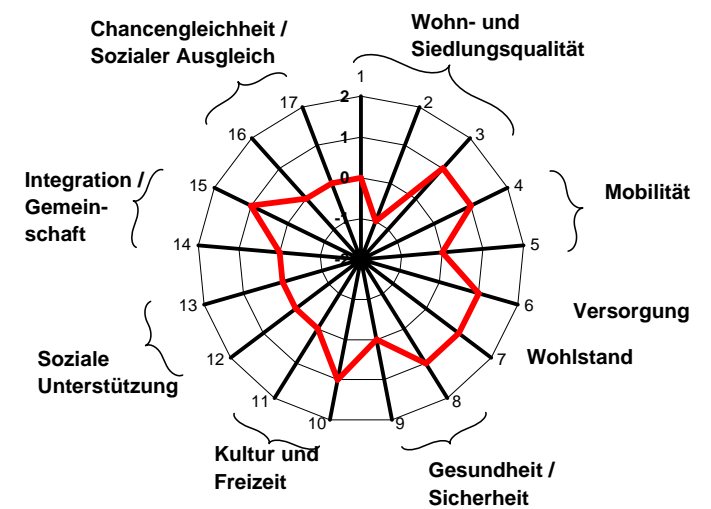 Chancengleichheit /
Sozialer Ausgleich
Wohn- und
Siedlungsqualität
Integration /
Gemein-
schaft
Mobilität
Versorgung
Wohlstand
Soziale
Unterstützung
Kultur und
Freizeit
Gesundheit /
Sicherheit
1
2
3
4
5
6
7
8
9
10
11
12
13
14
15
16
17
2
1
0
-1
-2